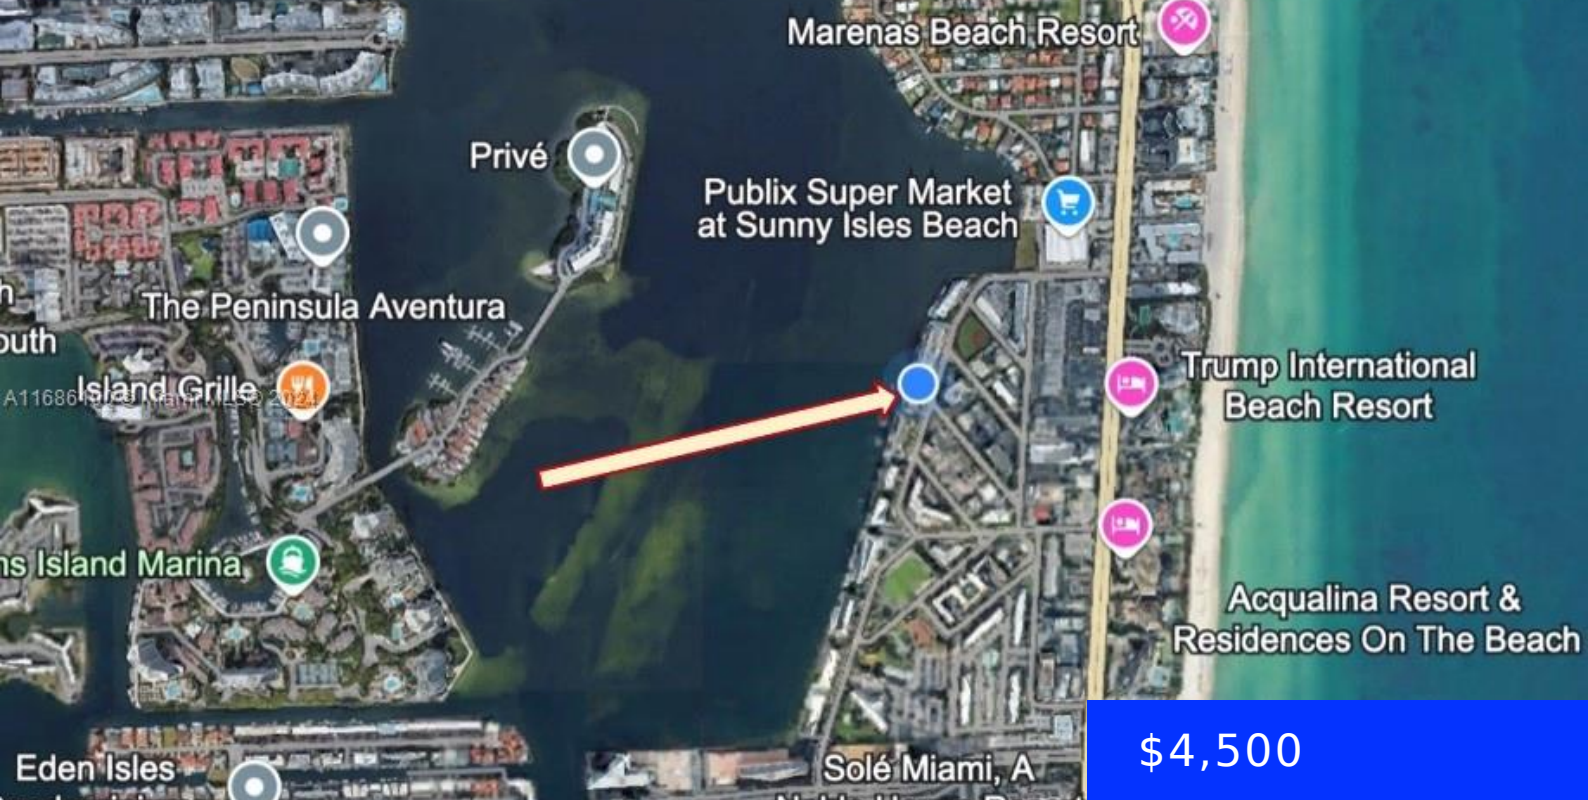 Marenas Beach Resort
Privé
Publix Super Market
at Sunny Isles Beach
h
outh
The Peninsula Aventura
Island Grille
Trump International
Beach Resort
ns Island Marina
Acqualina Resort &
Residences On The Beach
$4,500
Eden Isles
Solé Miami, A